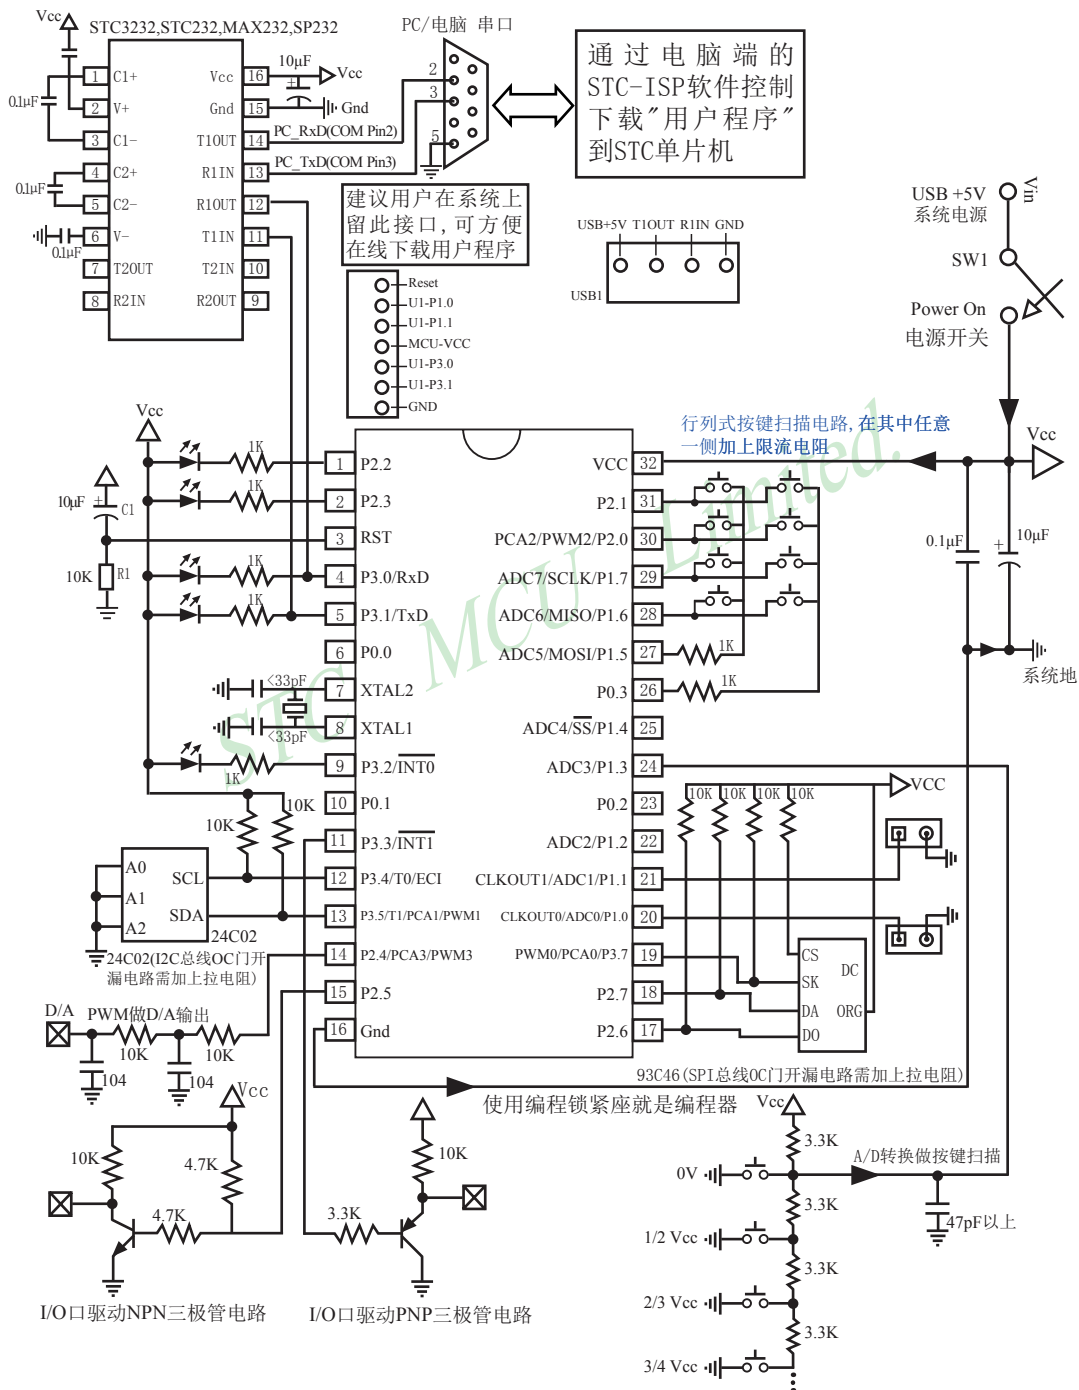 Vcc
STC3232,STC232,MAX232,SP232
PC/电脑 串口
1 C1+
2 V+
3 C1-
4 C2+
5 C2-
6 V-
7 T2OUT
8 R2IN
Vcc 16
Gnd 15
T1OUT 14
R1IN 13
R1OUT 12
T1IN 11
T2IN 10
R2OUT 9
0.1μF
0.1μF
0.1μF
10μF
+
Vcc
Gnd
PC_RxD(COM Pin2)
PC_TxD(COM Pin3)
2
3
5
通过电脑端的
STC-ISP软件控制
下载"用户程序"
到STC单片机
建议用户在系统上
留此接口,可方便
在线下载用户程序
Reset
U1-P1.0
U1-P1.1
MCU-VCC
U1-P3.0
U1-P3.1
GND
USB+5V T1OUT R1IN GND
USB1
USB +5V
系统电源
Vin
SW1
Power On
电源开关
Vcc
行列式按键扫描电路,在其中任意
一侧加上限流电阻
Vcc
1K
1K
10μF
+
C1
10K
R1
1K
1K
<33pF
<33pF
1K
10K
10K
1 P2.2
2 P2.3
3 RST
4 P3.0/RxD
5 P3.1/TxD
6 P0.0
7 XTAL2
8 XTAL1
9 P3.2/INT0
10 P0.1
11 P3.3/INT1
12 P3.4/T0/ECI
13 P3.5/T1/PCA1/PWM1
14 P2.4/PCA3/PWM3
15 P2.5
16 Gnd
VCC 32
P2.1 31
PCA2/PWM2/P2.0 30
ADC7/SCLK/P1.7 29
ADC6/MISO/P1.6 28
ADC5/MOSI/P1.5 27
P0.3 26
ADC4/SS/P1.4 25
ADC3/P1.3 24
P0.2 23
ADC2/P1.2 22
CLKOUT1/ADC1/P1.1 21
CLKOUT0/ADC0/P1.0 20
PWM0/PCA0/P3.7 19
P2.7 18
P2.6 17
STC MCU Limited.
1K
1K
0.1μF
+
10μF
系统地
10K 10K 10K 10K
VCC
CS
SK
DA
DO
DC
ORG
93C46(SPI总线OC门开漏电路需加上拉电阻)
A0
A1
A2
SCL
SDA
24C02
24C02(I2C总线OC门开
漏电路需加上拉电阻)
D/A
PWM做D/A输出
10K
10K
104
104
使用编程锁紧座就是编程器
Vcc
10K
4.7K
4.7K
I/O口驱动NPN三极管电路
10K
3.3K
I/O口驱动PNP三极管电路
Vcc
3.3K
0V
A/D转换做按键扫描
3.3K
47pF以上
1/2 Vcc
3.3K
2/3 Vcc
3.3K
3/4 Vcc